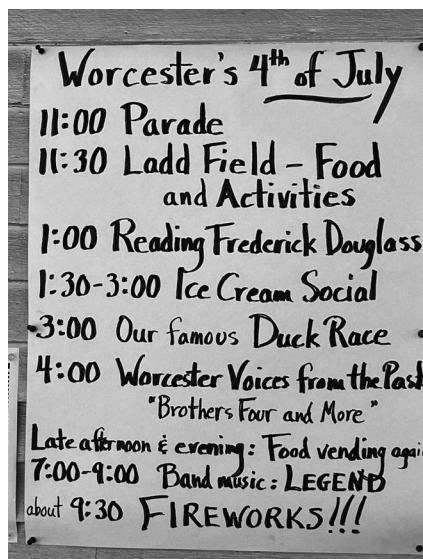 Worcester's 4th of July
11:00 Parade
11:30 Ladd Field - Food
and Activities
1:00 Reading Frederick Douglass
1:30-3:00 Ice Cream Social
3:00 Our famous Duck Race
4:00 Worcester Voices from the Past
"Brothers Four and More"
Late afternoon & evening: Food vending again
7:00-9:00 Band music: LEGEND
about 9:30 FIREWORKS!!!